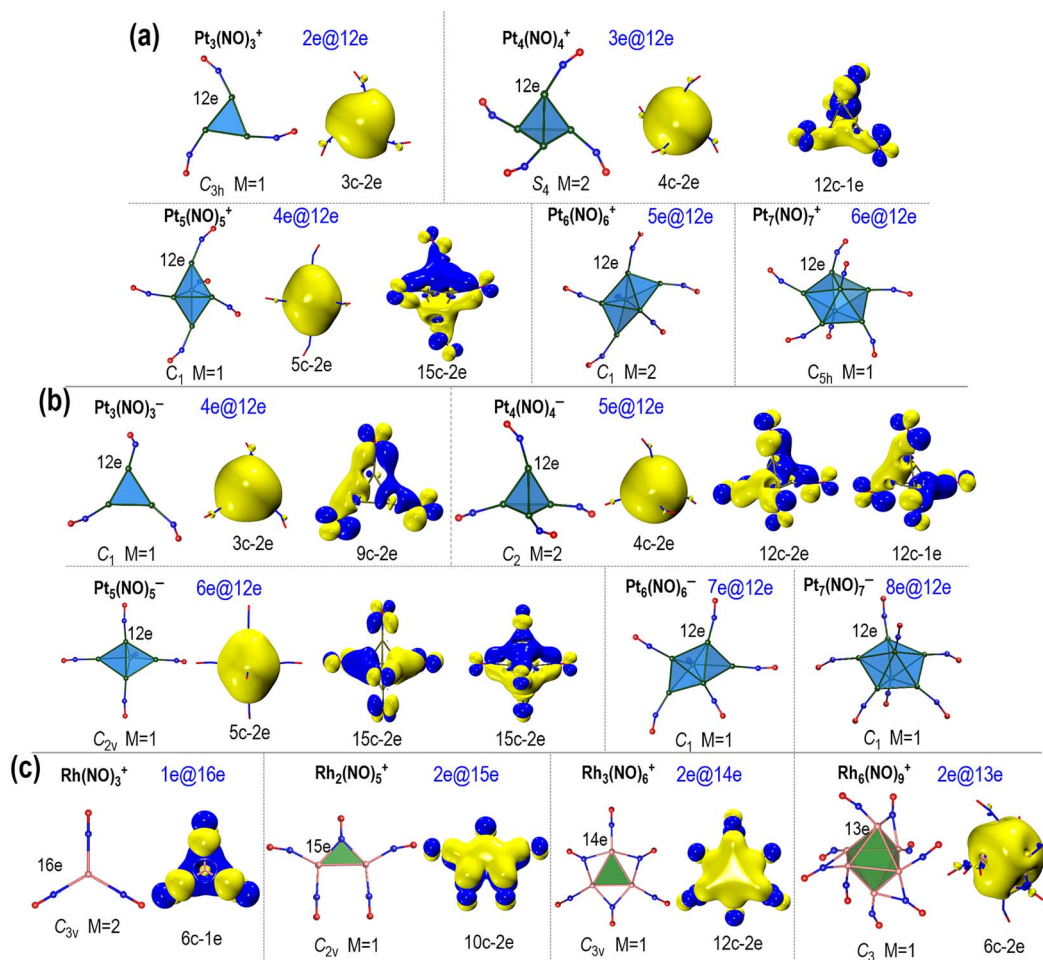 (a)
Pt₃(NO)₃⁺ 2e@12e
12e
C₃ₕ M=1
3c-2e
Pt₄(NO)₄⁺ 3e@12e
12e
S₄ M=2
4c-2e
12c-1e
Pt₅(NO)₅⁺ 4e@12e
12e
C₁ M=1
5c-2e
15c-2e
Pt₆(NO)₆⁺ 5e@12e
12e
C₁ M=2
Pt₇(NO)₇⁺ 6e@12e
12e
C₅ₕ M=1
(b)
Pt₃(NO)₃⁻ 4e@12e
12e
C₁ M=1
3c-2e
9c-2e
Pt₄(NO)₄⁻ 5e@12e
12e
C₂ M=2
4c-2e
12c-2e
12c-1e
Pt₅(NO)₅⁻ 6e@12e
12e
C₂ᵥ M=1
5c-2e
15c-2e
15c-2e
Pt₆(NO)₆⁻ 7e@12e
12e
C₁ M=1
Pt₇(NO)₇⁻ 8e@12e
12e
C₁ M=1
(c)
Rh(NO)₃⁺ 1e@16e
16e
C₃ᵥ M=2
6c-1e
Rh₂(NO)₅⁺ 2e@15e
15e
C₂ᵥ M=1
10c-2e
Rh₃(NO)₆⁺ 2e@14e
14e
C₃ᵥ M=1
12c-2e
Rh₆(NO)₉⁺ 2e@13e
13e
C₃ M=1
6c-2e